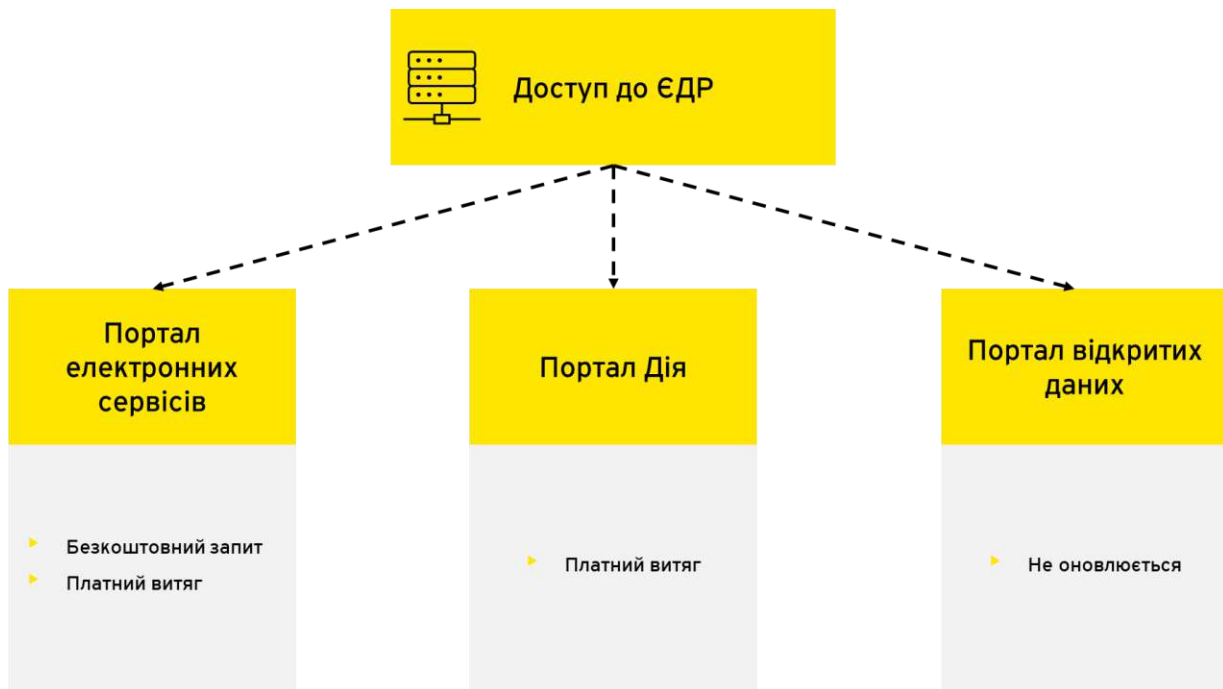 Доступ до ЄДР
Портал
електронних
сервісів
Портал Дія
Портал відкритих
даних
Безкоштовний запит
Платний витяг
Платний витяг
Не оновлюється